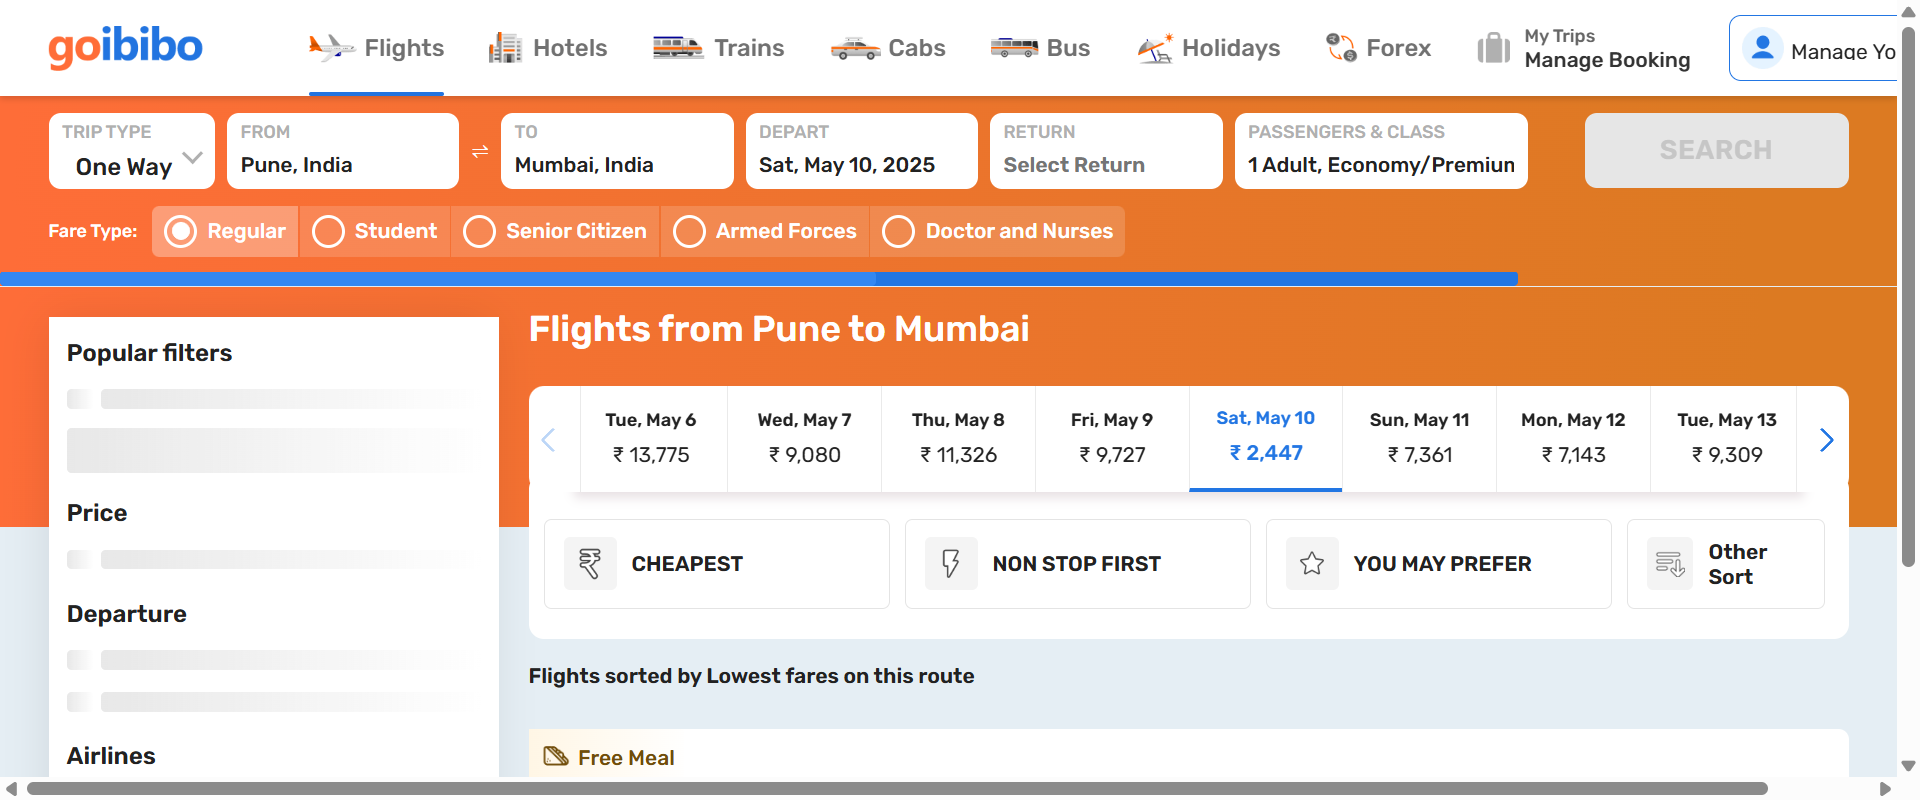 goibibo
Flights
Hotels
Trains
Cabs
Bus
Holidays
Forex
My Trips
Manage Booking
Manage Yo
TRIP TYPE
One Way
FROM
Pune, India
TO
Mumbai, India
DEPART
Sat, May 10, 2025
RETURN
Select Return
PASSENGERS & CLASS
1 Adult, Economy/Premium
SEARCH
Fare Type:
Regular
Student
Senior Citizen
Armed Forces
Doctor and Nurses
Popular filters
Price
Departure
Airlines
Flights from Pune to Mumbai
Tue, May 6
₹ 13,775
Wed, May 7
₹ 9,080
Thu, May 8
₹ 11,326
Fri, May 9
₹ 9,727
Sat, May 10
₹ 2,447
Sun, May 11
₹ 7,361
Mon, May 12
₹ 7,143
Tue, May 13
₹ 9,309
CHEAPEST
NON STOP FIRST
YOU MAY PREFER
Other
Sort
Flights sorted by Lowest fares on this route
Free Meal